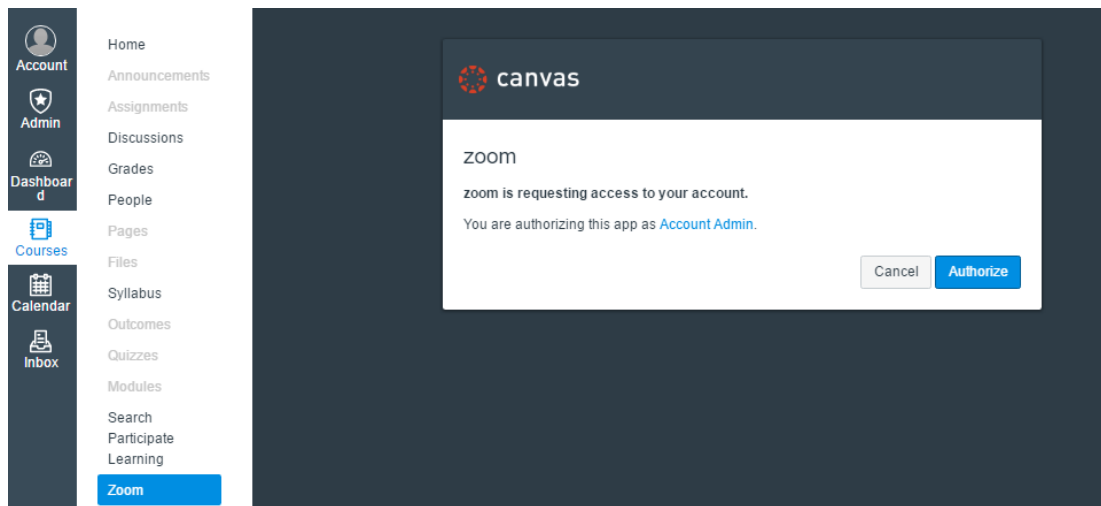 Account
Admin
Dashboar
d
Courses
Calendar
Inbox
Home
Announcements
Assignments
Discussions
Grades
People
Pages
Files
Syllabus
Outcomes
Quizzes
Modules
Search
Participate
Learning
Zoom
canvas
zoom
zoom is requesting access to your account.
You are authorizing this app as Account Admin.
Cancel Authorize